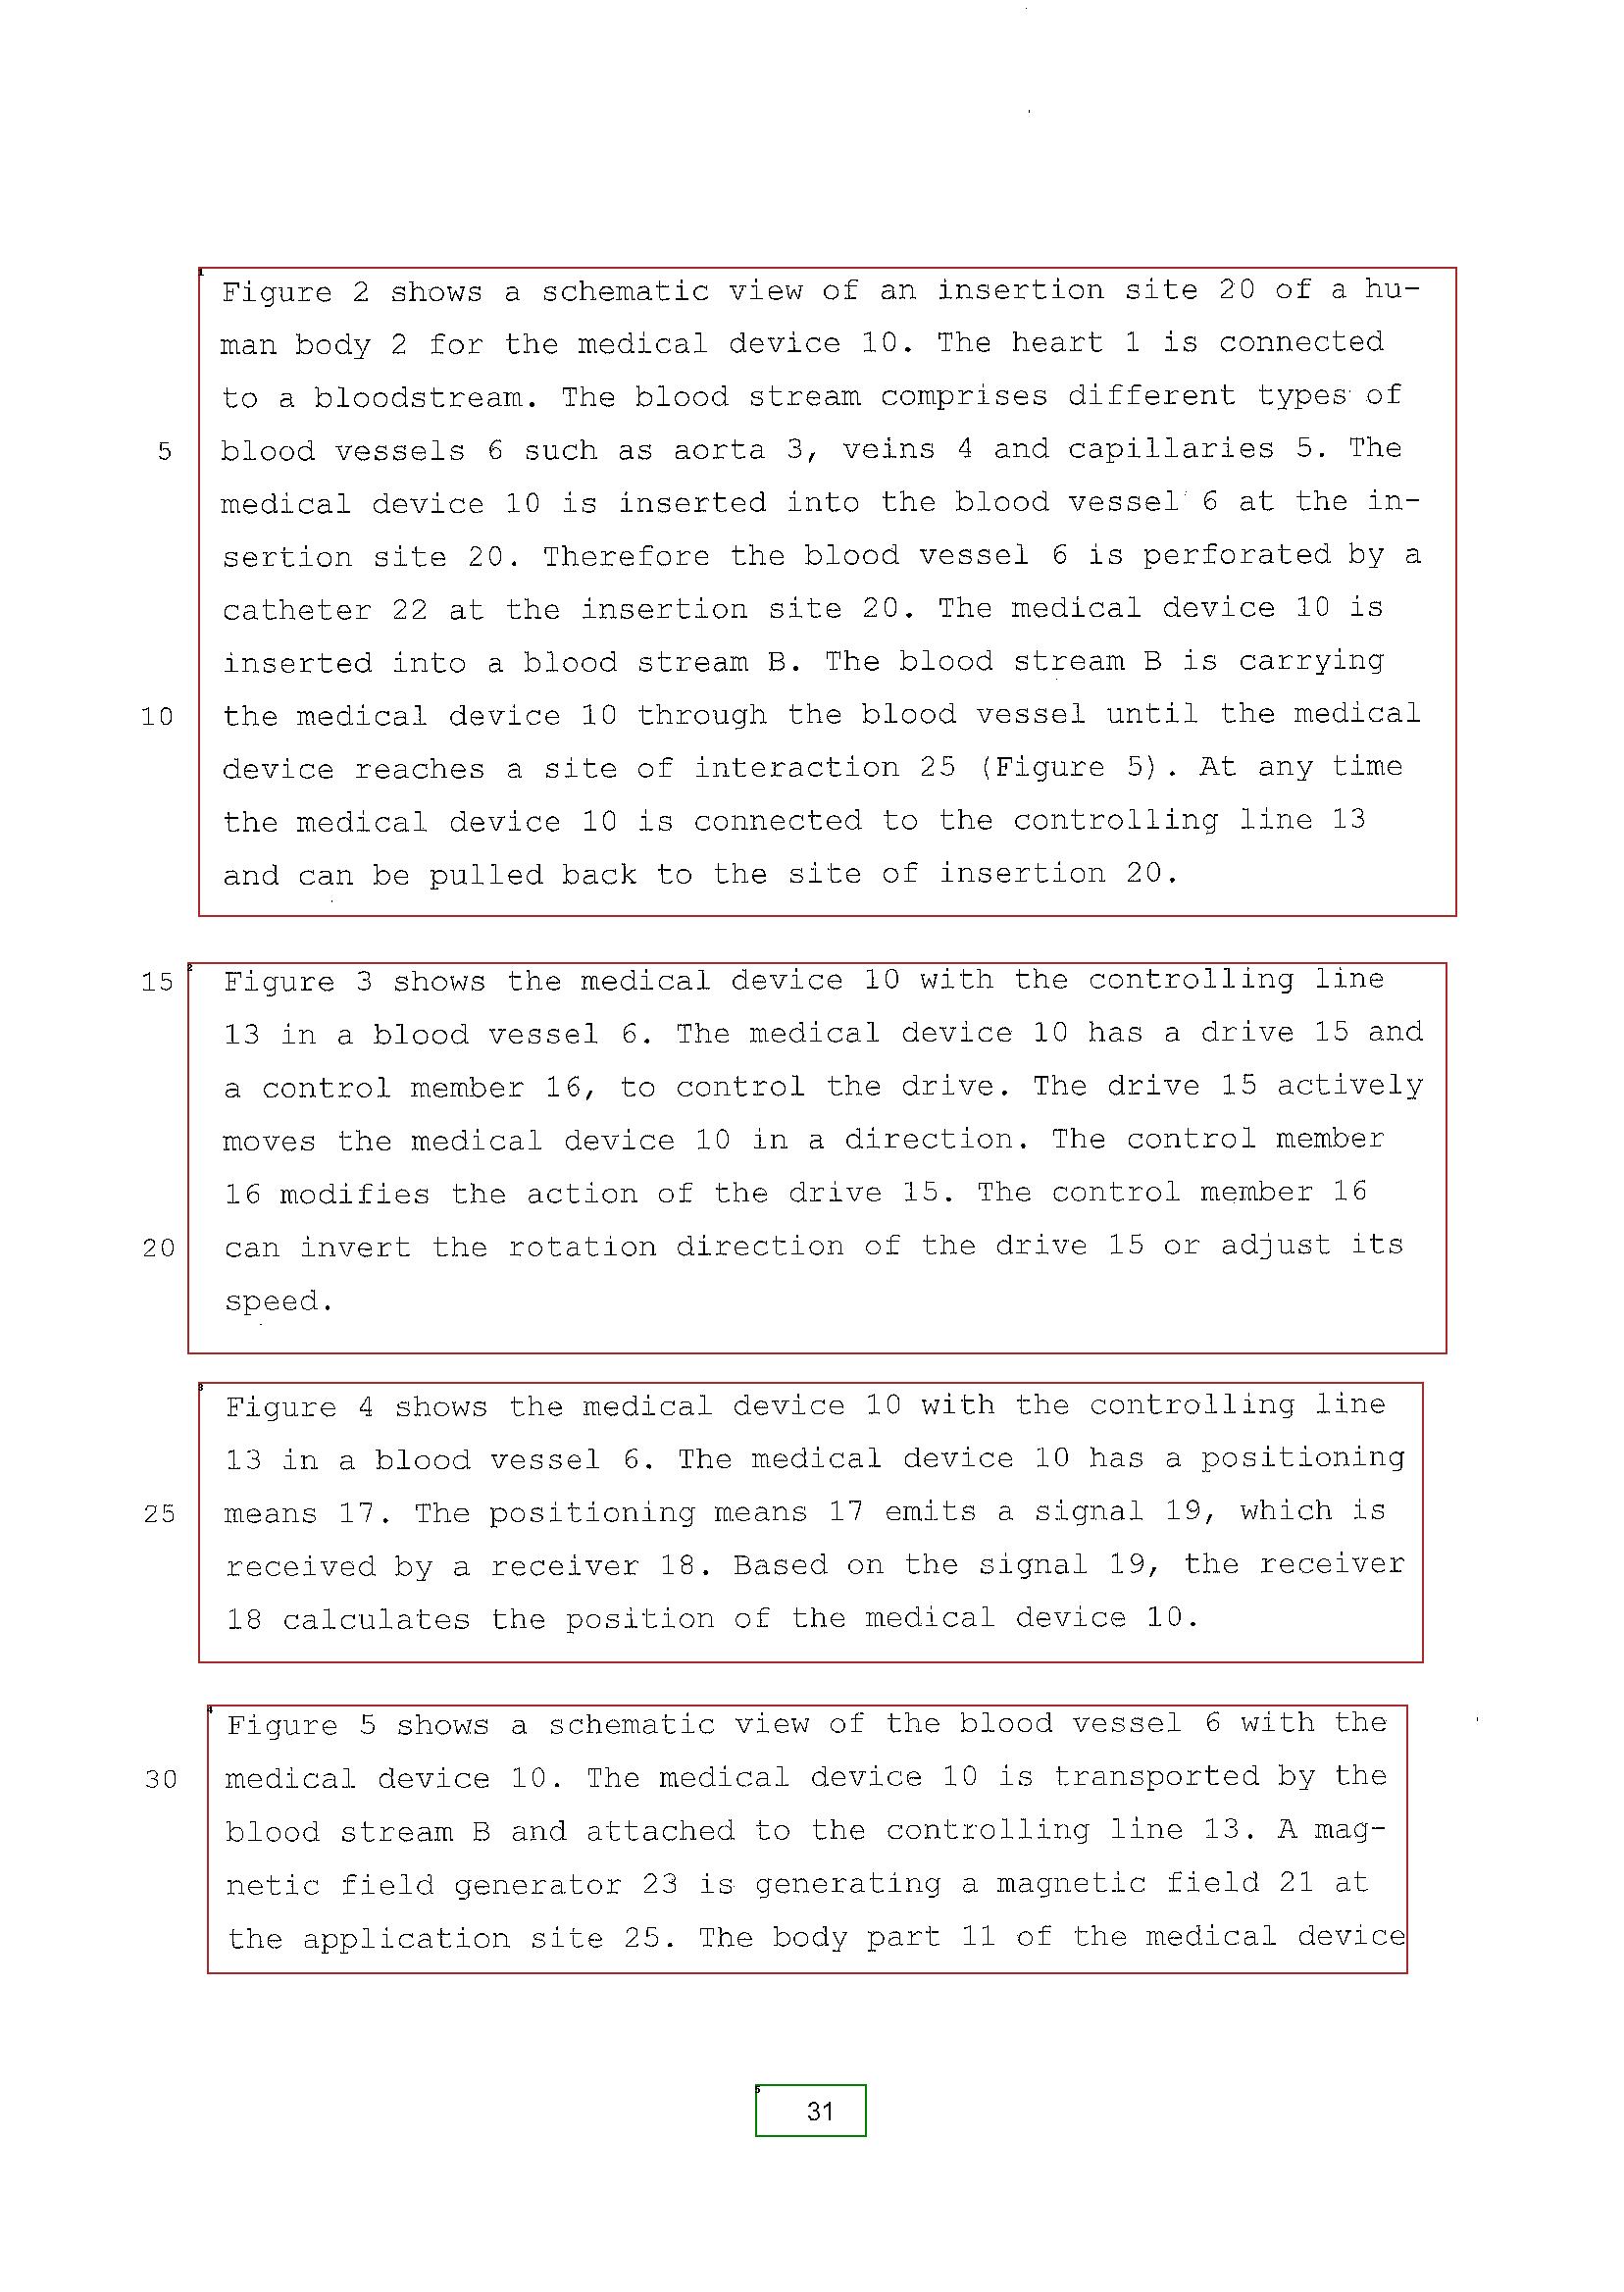 Figure 2 shows a schematic view of an insertion site 20 of a hu-
man body 2 for the medical device 10. The heart 1 is connected
to a bloodstream. The blood stream comprises different types of
5 blood vessels 6 such as aorta 3, veins 4 and capillaries 5. The
medical device 10 is inserted into the blood vessel 6 at the in-
sertion site 20. Therefore the blood vessel 6 is perforated by a
catheter 22 at the insertion site 20. The medical device 10 is
inserted into a blood stream B. The blood stream B is carrying
10 the medical device 10 through the blood vessel until the medical
device reaches a site of interaction 25 (Figure 5). At any time
the medical device 10 is connected to the controlling line 13
and can be pulled back to the site of insertion 20.
15 Figure 3 shows the medical device 10 with the controlling line
13 in a blood vessel 6. The medical device 10 has a drive 15 and
a control member 16, to control the drive. The drive 15 actively
moves the medical device 10 in a direction. The control member
16 modifies the action of the drive 15. The control member 16
20 can invert the rotation direction of the drive 15 or adjust its
speed.
Figure 4 shows the medical device 10 with the controlling line
13 in a blood vessel 6. The medical device 10 has a positioning
25 means 17. The positioning means 17 emits a signal 19, which is
received by a receiver 18. Based on the signal 19, the receiver
18 calculates the position of the medical device 10.
Figure 5 shows a schematic view of the blood vessel 6 with the
30 medical device 10. The medical device 10 is transported by the
blood stream B and attached to the controlling line 13. A mag-
netic field generator 23 is generating a magnetic field 21 at
the application site 25. The body part 11 of the medical device
31